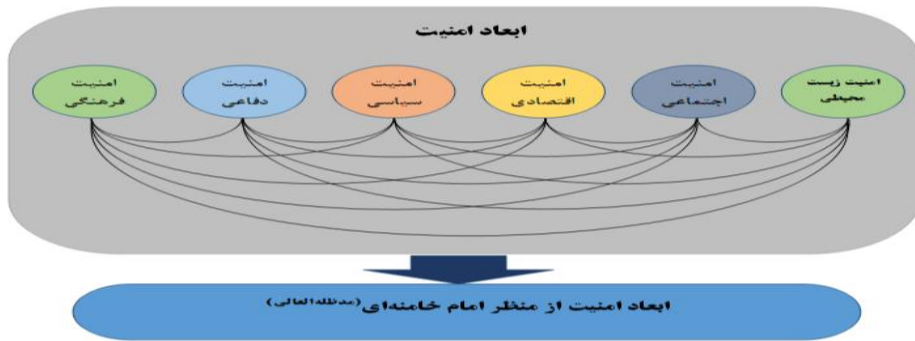 ابعاد امنیت
امنیت زیست
محیطی
امنیت
اجتماعی
امنیت
اقتصادی
امنیت
سیاسی
امنیت
دفاعی
امنیت
فرهنگی
ابعاد امنیت از منظر امام خامنه‌ای (مدظله‌العالی)